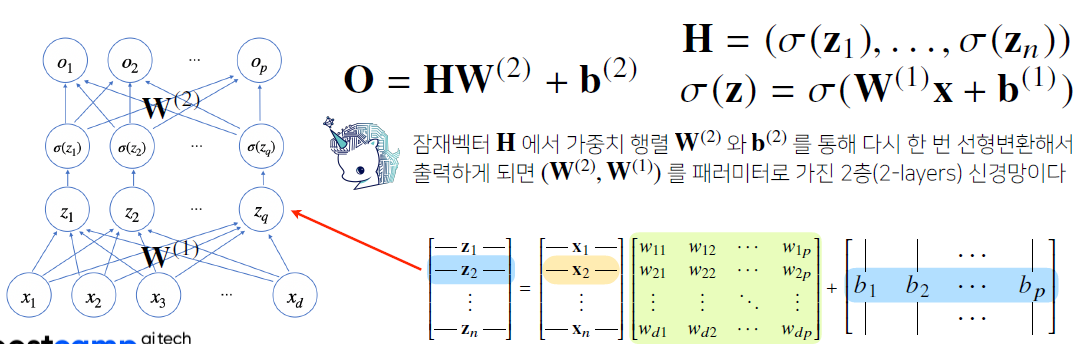 o₁ o₂ ... oₚ
W⁽²⁾
σ(z₁) σ(z₂) ... σ(z_q)
z₁ z₂ ... z_q
W⁽¹⁾
x₁ x₂ x₃ ... x_d
ai tech
O = HW⁽²⁾ + b⁽²⁾
H = (σ(z₁), . . . , σ(zₙ))
σ(z) = σ(W⁽¹⁾x + b⁽¹⁾)
잠재벡터 H 에서 가중치 행렬 W⁽²⁾ 와 b⁽²⁾ 를 통해 다시 한 번 선형변환해서
출력하게 되면 (W⁽²⁾, W⁽¹⁾) 를 패러미터로 가진 2층(2-layers) 신경망이다
[— z₁ —] [— x₁ —] [w₁₁ w₁₂ ⋯ w₁ₚ] [| ⋯ |]
[— z₂ —] = [— x₂ —] [w₂₁ w₂₂ ⋯ w₂ₚ] + [b₁ b₂ ⋯ bₚ]
[⋮] [⋮] [⋮ ⋮ ⋱ ⋮] [| ⋯ |]
[— zₙ —] [— xₙ —] [w_d1 w_d2 ⋯ w_dp]